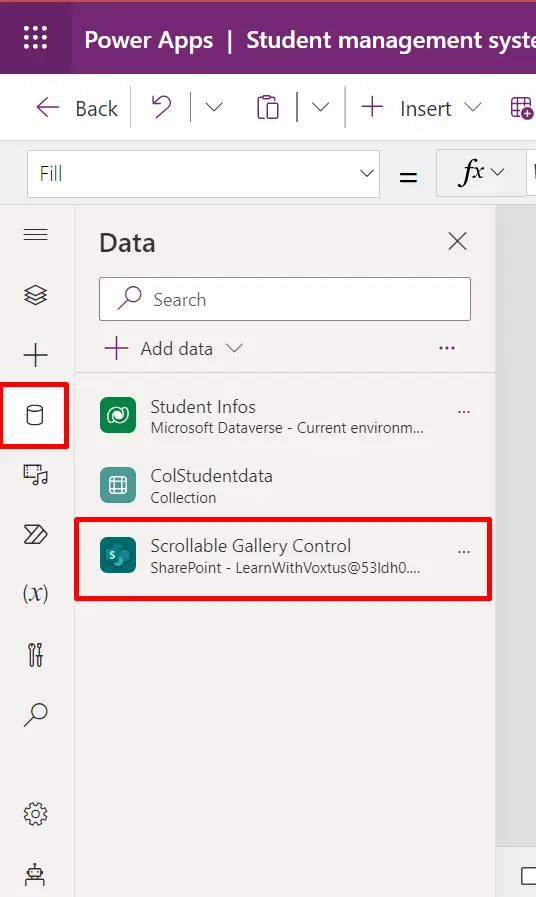 Power Apps | Student management syste
Back
Insert
Fill
=
fx
Data
Search
Add data
...
Student Infos
...
Microsoft Dataverse - Current environm...
ColStudentdata
Collection
Scrollable Gallery Control
...
SharePoint - LearnWithVoxtus@53ldh0....
(x)